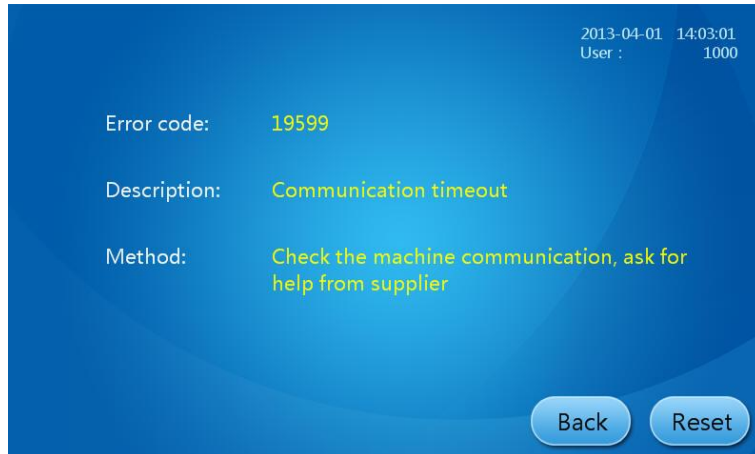 2013-04-01 14:03:01
User : 1000
Error code: 19599
Description: Communication timeout
Method: Check the machine communication, ask for
help from supplier
Back Reset